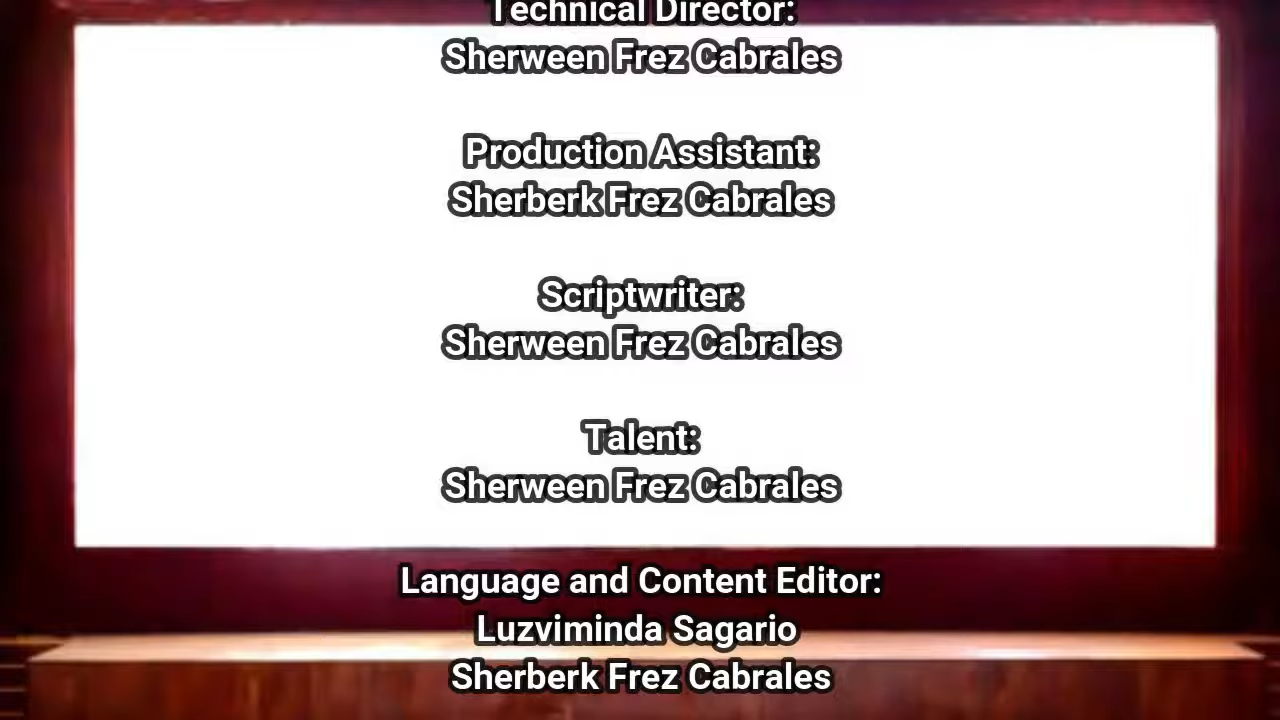 Technical Director:
Sherween Frez Cabrales
Production Assistant:
Sherberk Frez Cabrales
Scriptwriter:
Sherween Frez Cabrales
Talent:
Sherween Frez Cabrales
Language and Content Editor:
Luzviminda Sagario
Sherberk Frez Cabrales